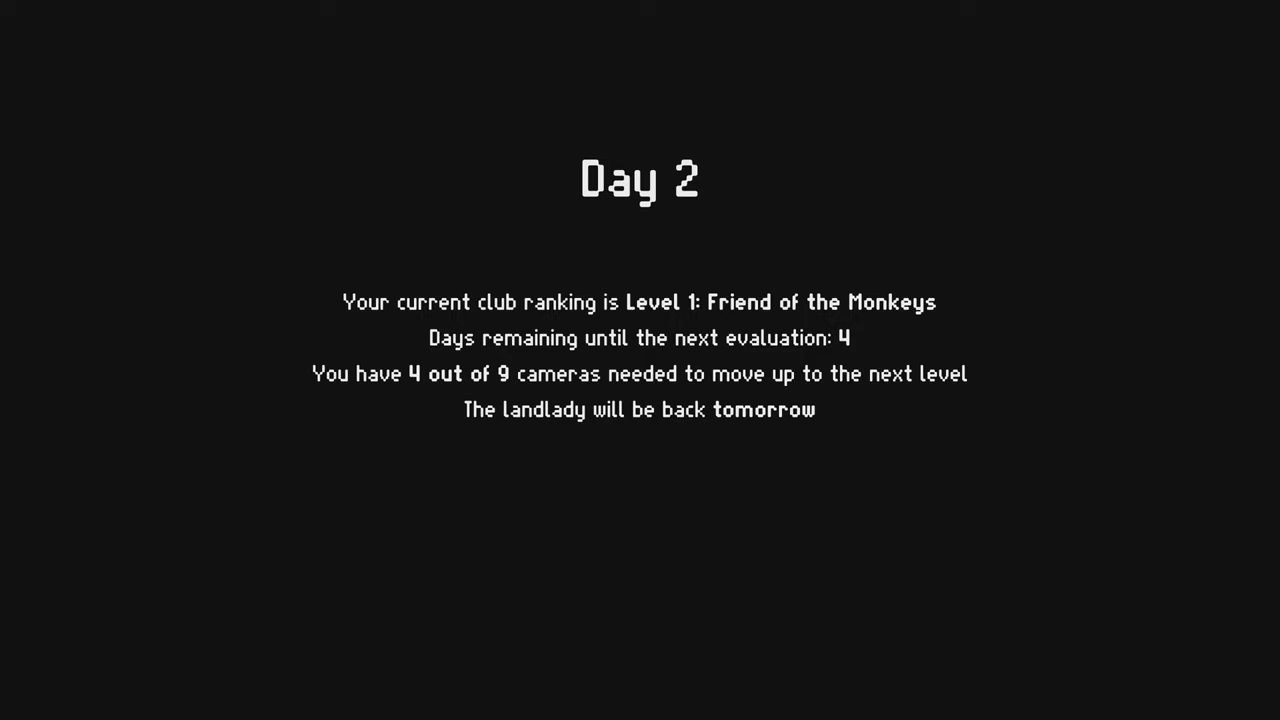 Day 2
Your current club ranking is Level 1: Friend of the Monkeys
Days remaining until the next evaluation: 4
You have 4 out of 9 cameras needed to move up to the next level
The landlady will be back tomorrow